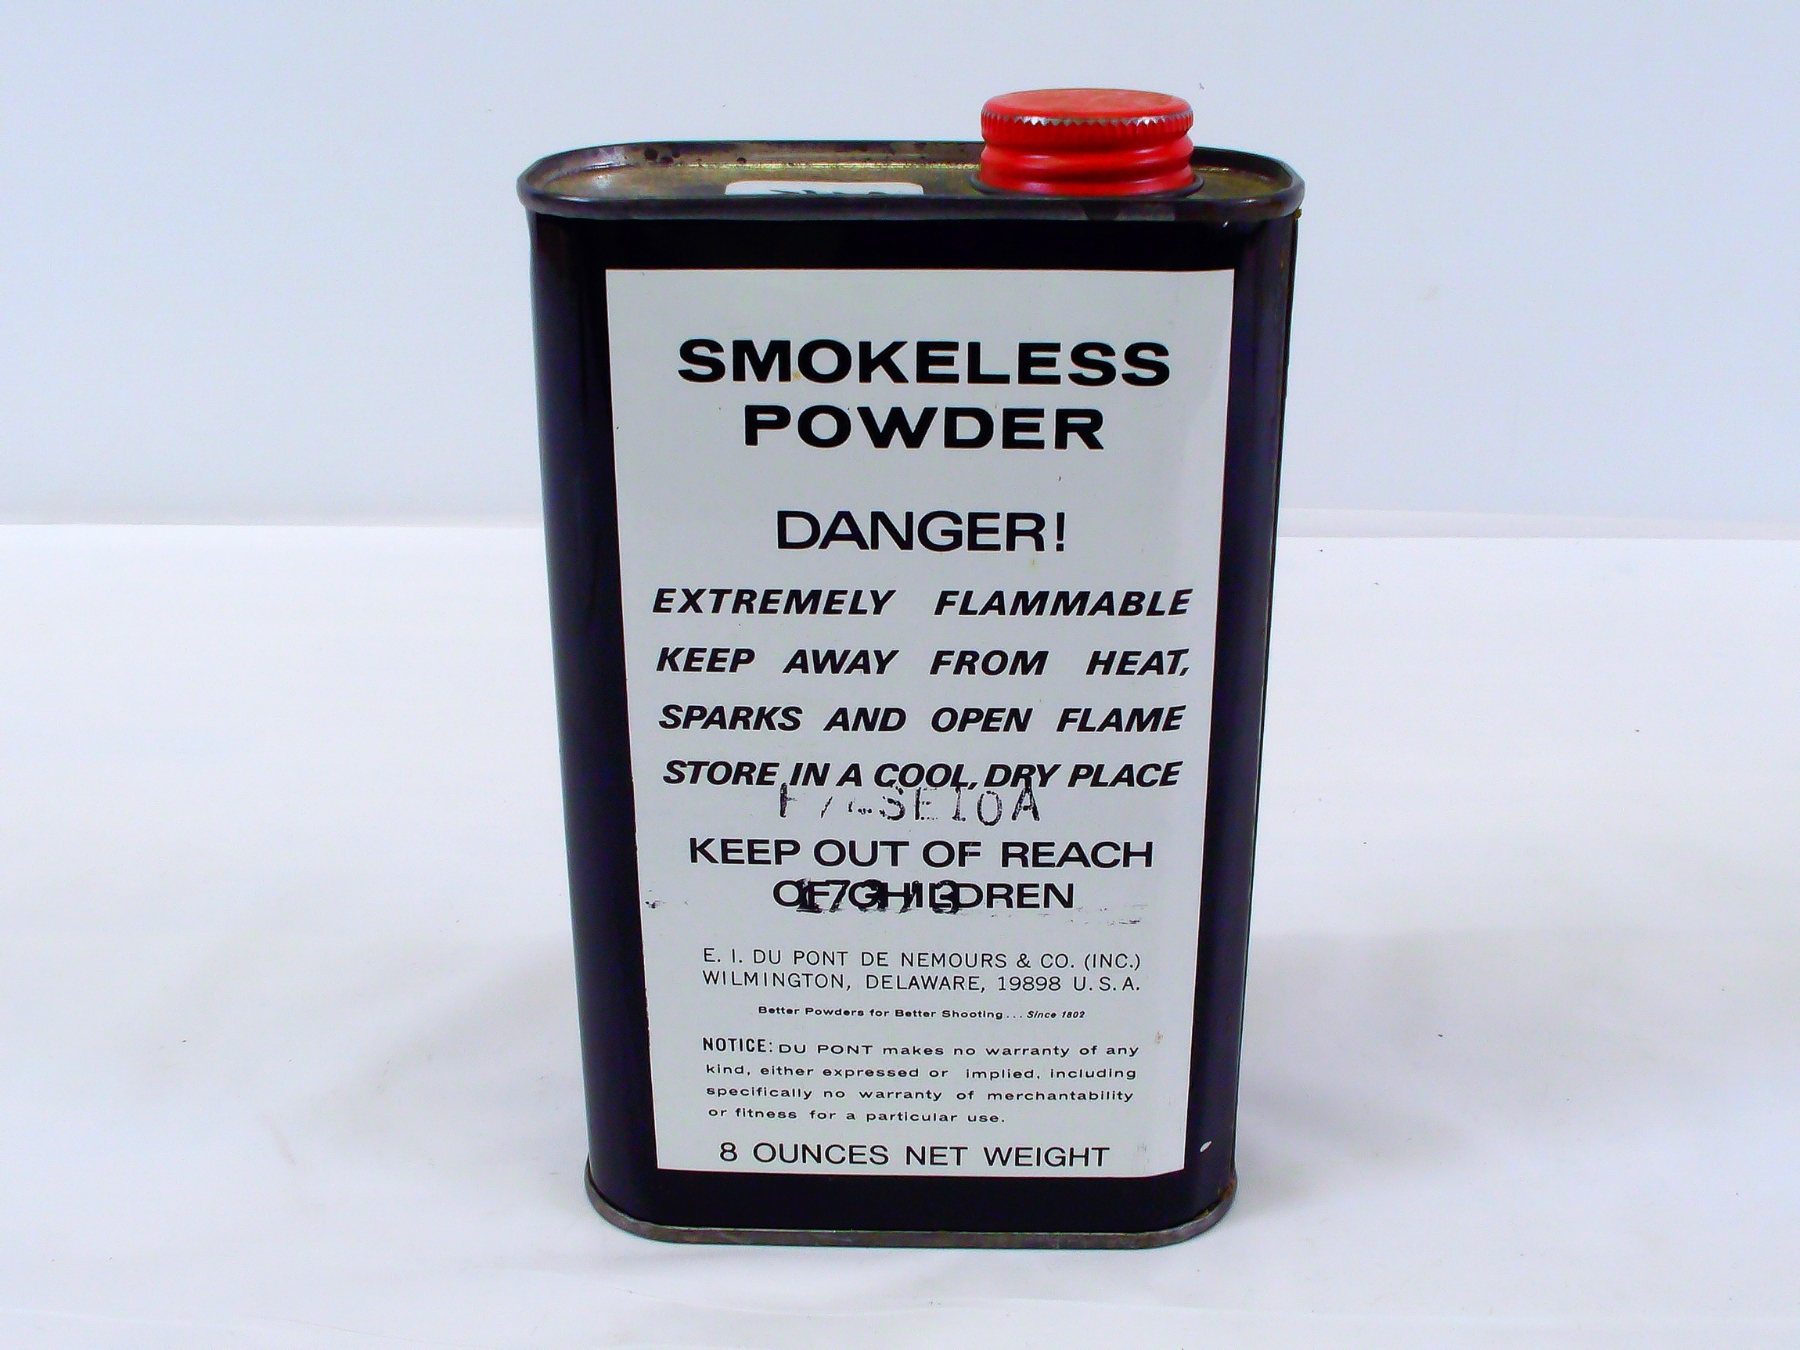 SMOKELESS
POWDER
DANGER!
EXTREMELY FLAMMABLE
KEEP AWAY FROM HEAT,
SPARKS AND OPEN FLAME
STORE IN A COOL, DRY PLACE
KEEP OUT OF REACH
OF CHILDREN
E. I. DU PONT DE NEMOURS & CO. (INC.)
WILMINGTON, DELAWARE, 19898 U.S.A.
Better Powders for Better Shooting... Since 1802
NOTICE: DU PONT makes no warranty of any
kind, either expressed or implied, including
specifically no warranty of merchantability
or fitness for a particular use.
8 OUNCES NET WEIGHT